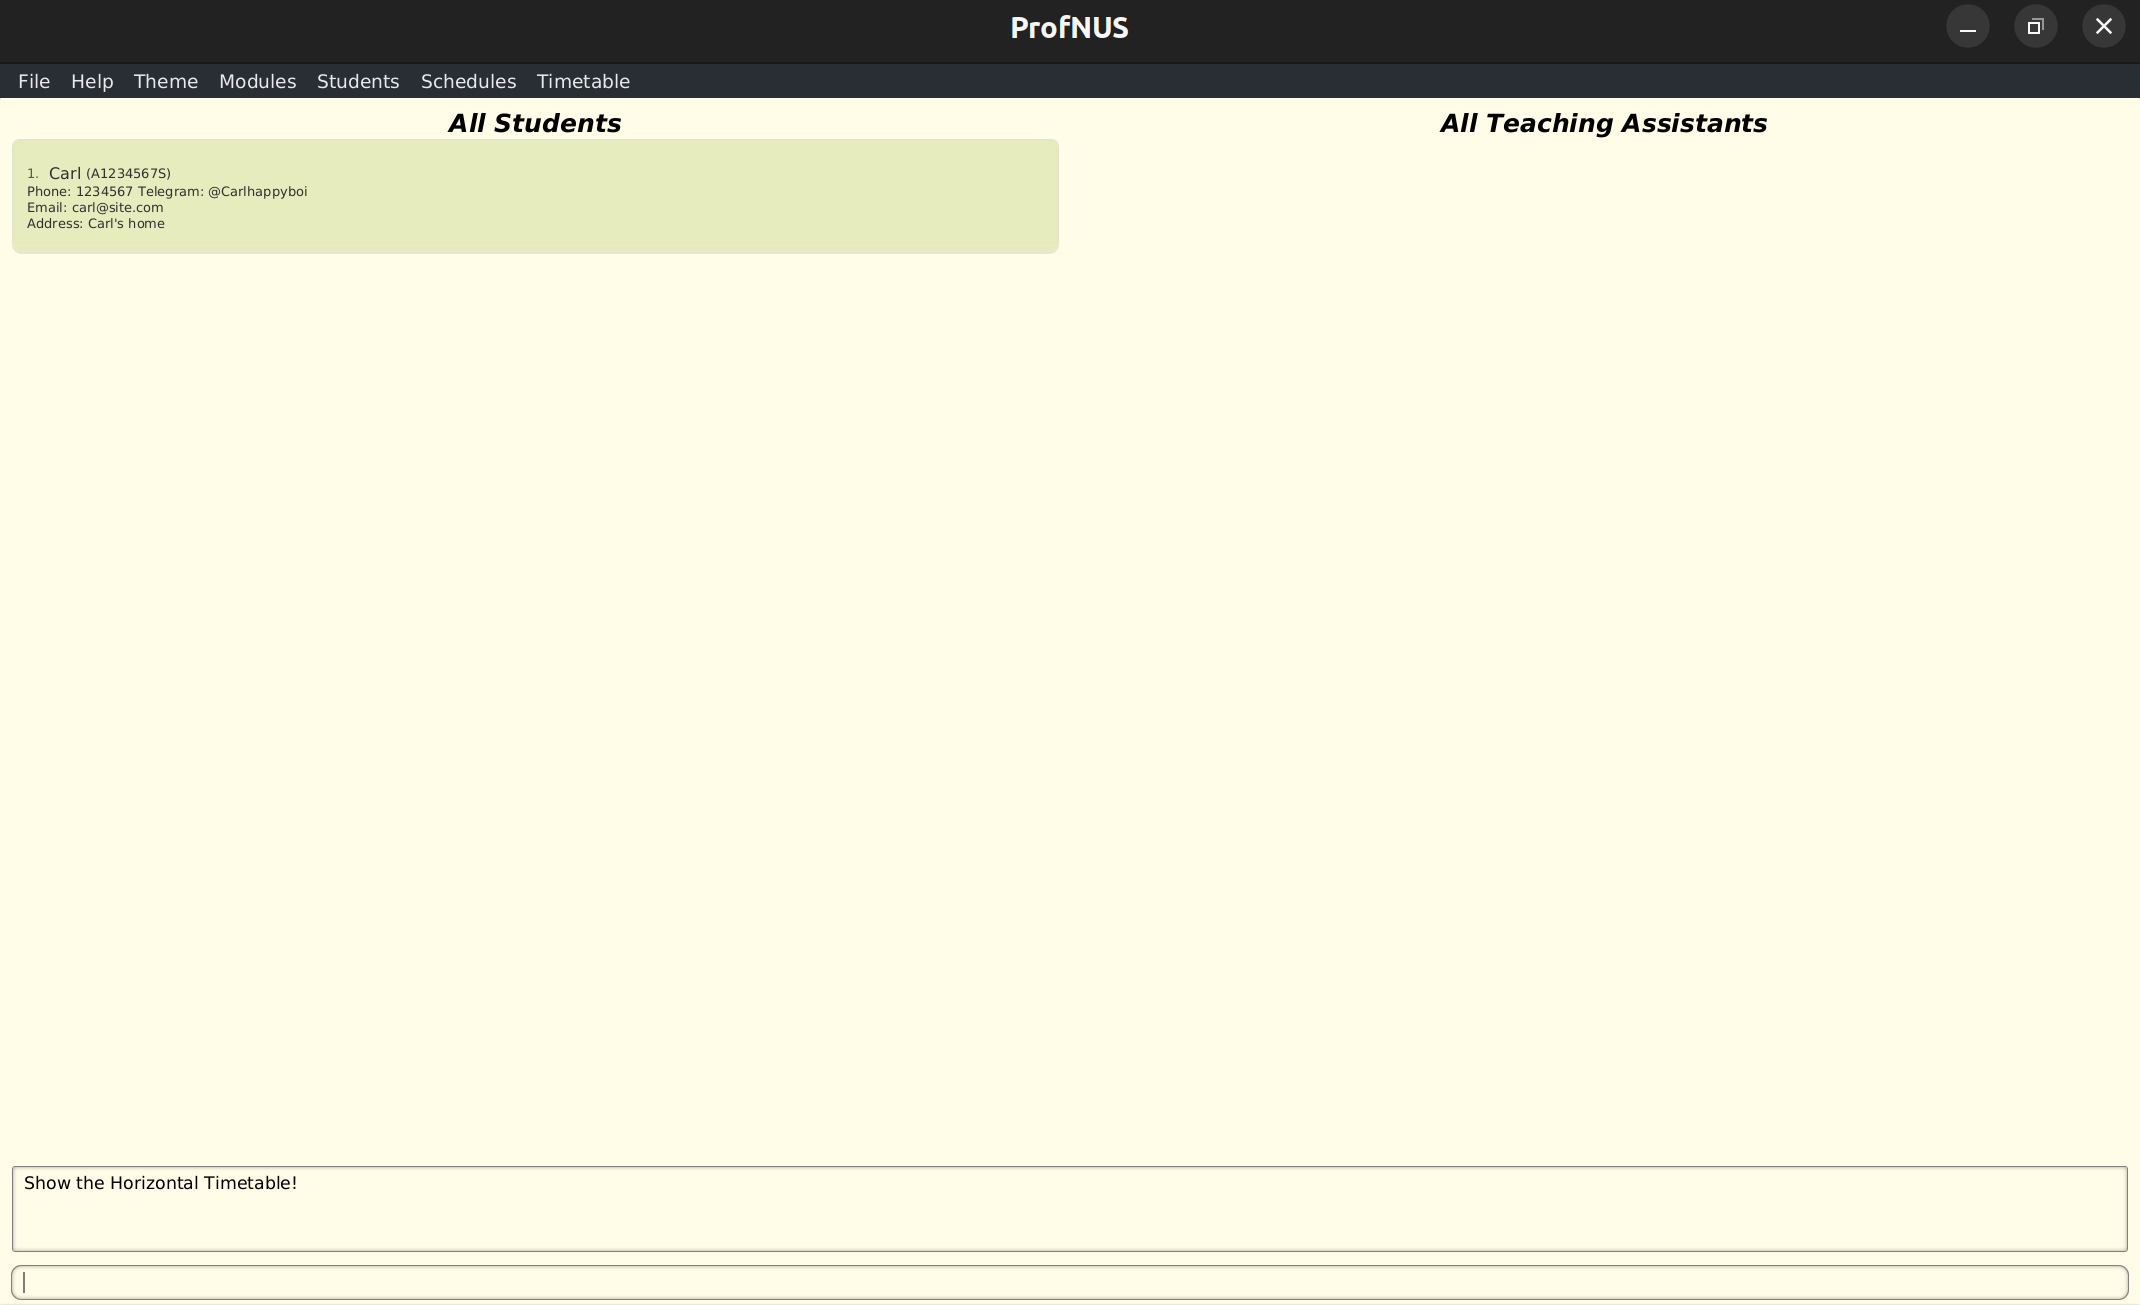 ProfNUS
File Help Theme Modules Students Schedules Timetable
All Students
1. Carl (A1234567S)
Phone: 1234567 Telegram: @Carlhappyboi
Email: carl@site.com
Address: Carl's home
All Teaching Assistants
Show the Horizontal Timetable!